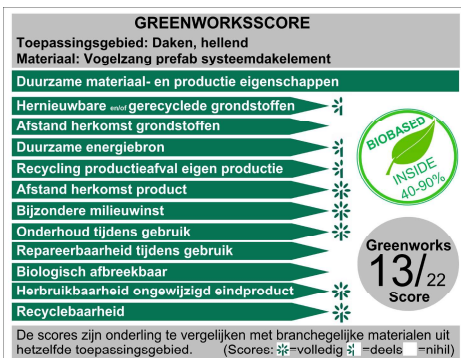 GREENWORKSSCORE
Toepassingsgebied: Daken, hellend
Materiaal: Vogelzang prefab systeemdakelement
Duurzame materiaal- en productie eigenschappen
Hernieuwbare en/of gerecyclede grondstoffen
Afstand herkomst grondstoffen
Duurzame energiebron
Recycling productieafval eigen productie
Afstand herkomst product
Bijzondere milieuwinst
Onderhoud tijdens gebruik
Repareerbaarheid tijdens gebruik
Biologisch afbreekbaar
Herbruikbaarheid ongewijzigd eindproduct
Recyclebaarheid
BIOBASED
INSIDE
40-90%
Greenworks
13/22
Score
De scores zijn onderling te vergelijken met branchegelijke materialen uit
hetzelfde toepassingsgebied. (Scores: =volledig =deels =nihil)